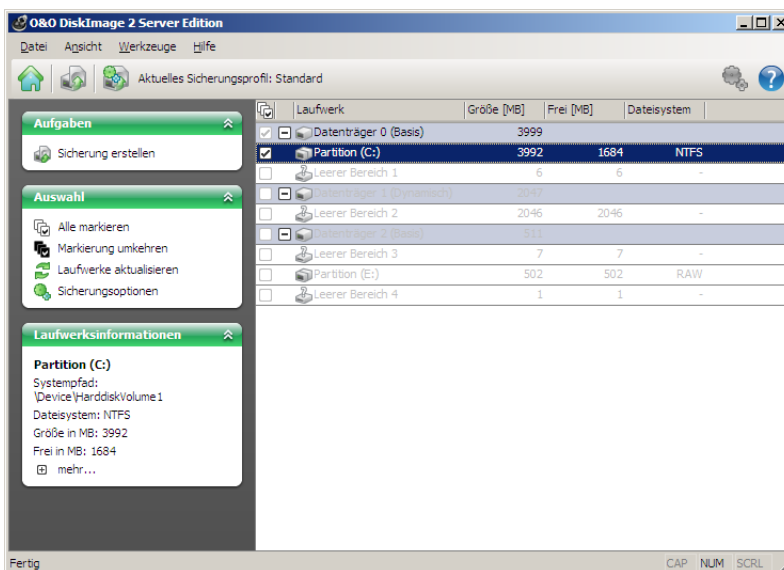 O&O DiskImage 2 Server Edition
Datei Ansicht Werkzeuge Hilfe
Aktuelles Sicherungsprofil: Standard
Aufgaben
Sicherung erstellen
Auswahl
Alle markieren
Markierung umkehren
Laufwerke aktualisieren
Sicherungsoptionen
Laufwerksinformationen
Partition (C:)
Systempfad:
\Device\HarddiskVolume1
Dateisystem: NTFS
Größe in MB: 3992
Frei in MB: 1684
mehr...
Laufwerk Größe [MB] Frei [MB] Dateisystem
Datenträger 0 (Basis) 3999
Partition (C:) 3992 1684 NTFS
Leerer Bereich 1 6 6 -
Datenträger 1 (Dynamisch) 2047
Leerer Bereich 2 2046 2046 -
Datenträger 2 (Basis) 511
Leerer Bereich 3 7 7 -
Partition (E:) 502 502 RAW
Leerer Bereich 4 1 1 -
Fertig CAP NUM SCRL